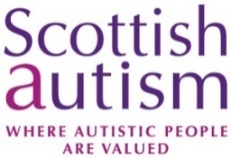 Scottish
autism
WHERE AUTISTIC PEOPLE
ARE VALUED